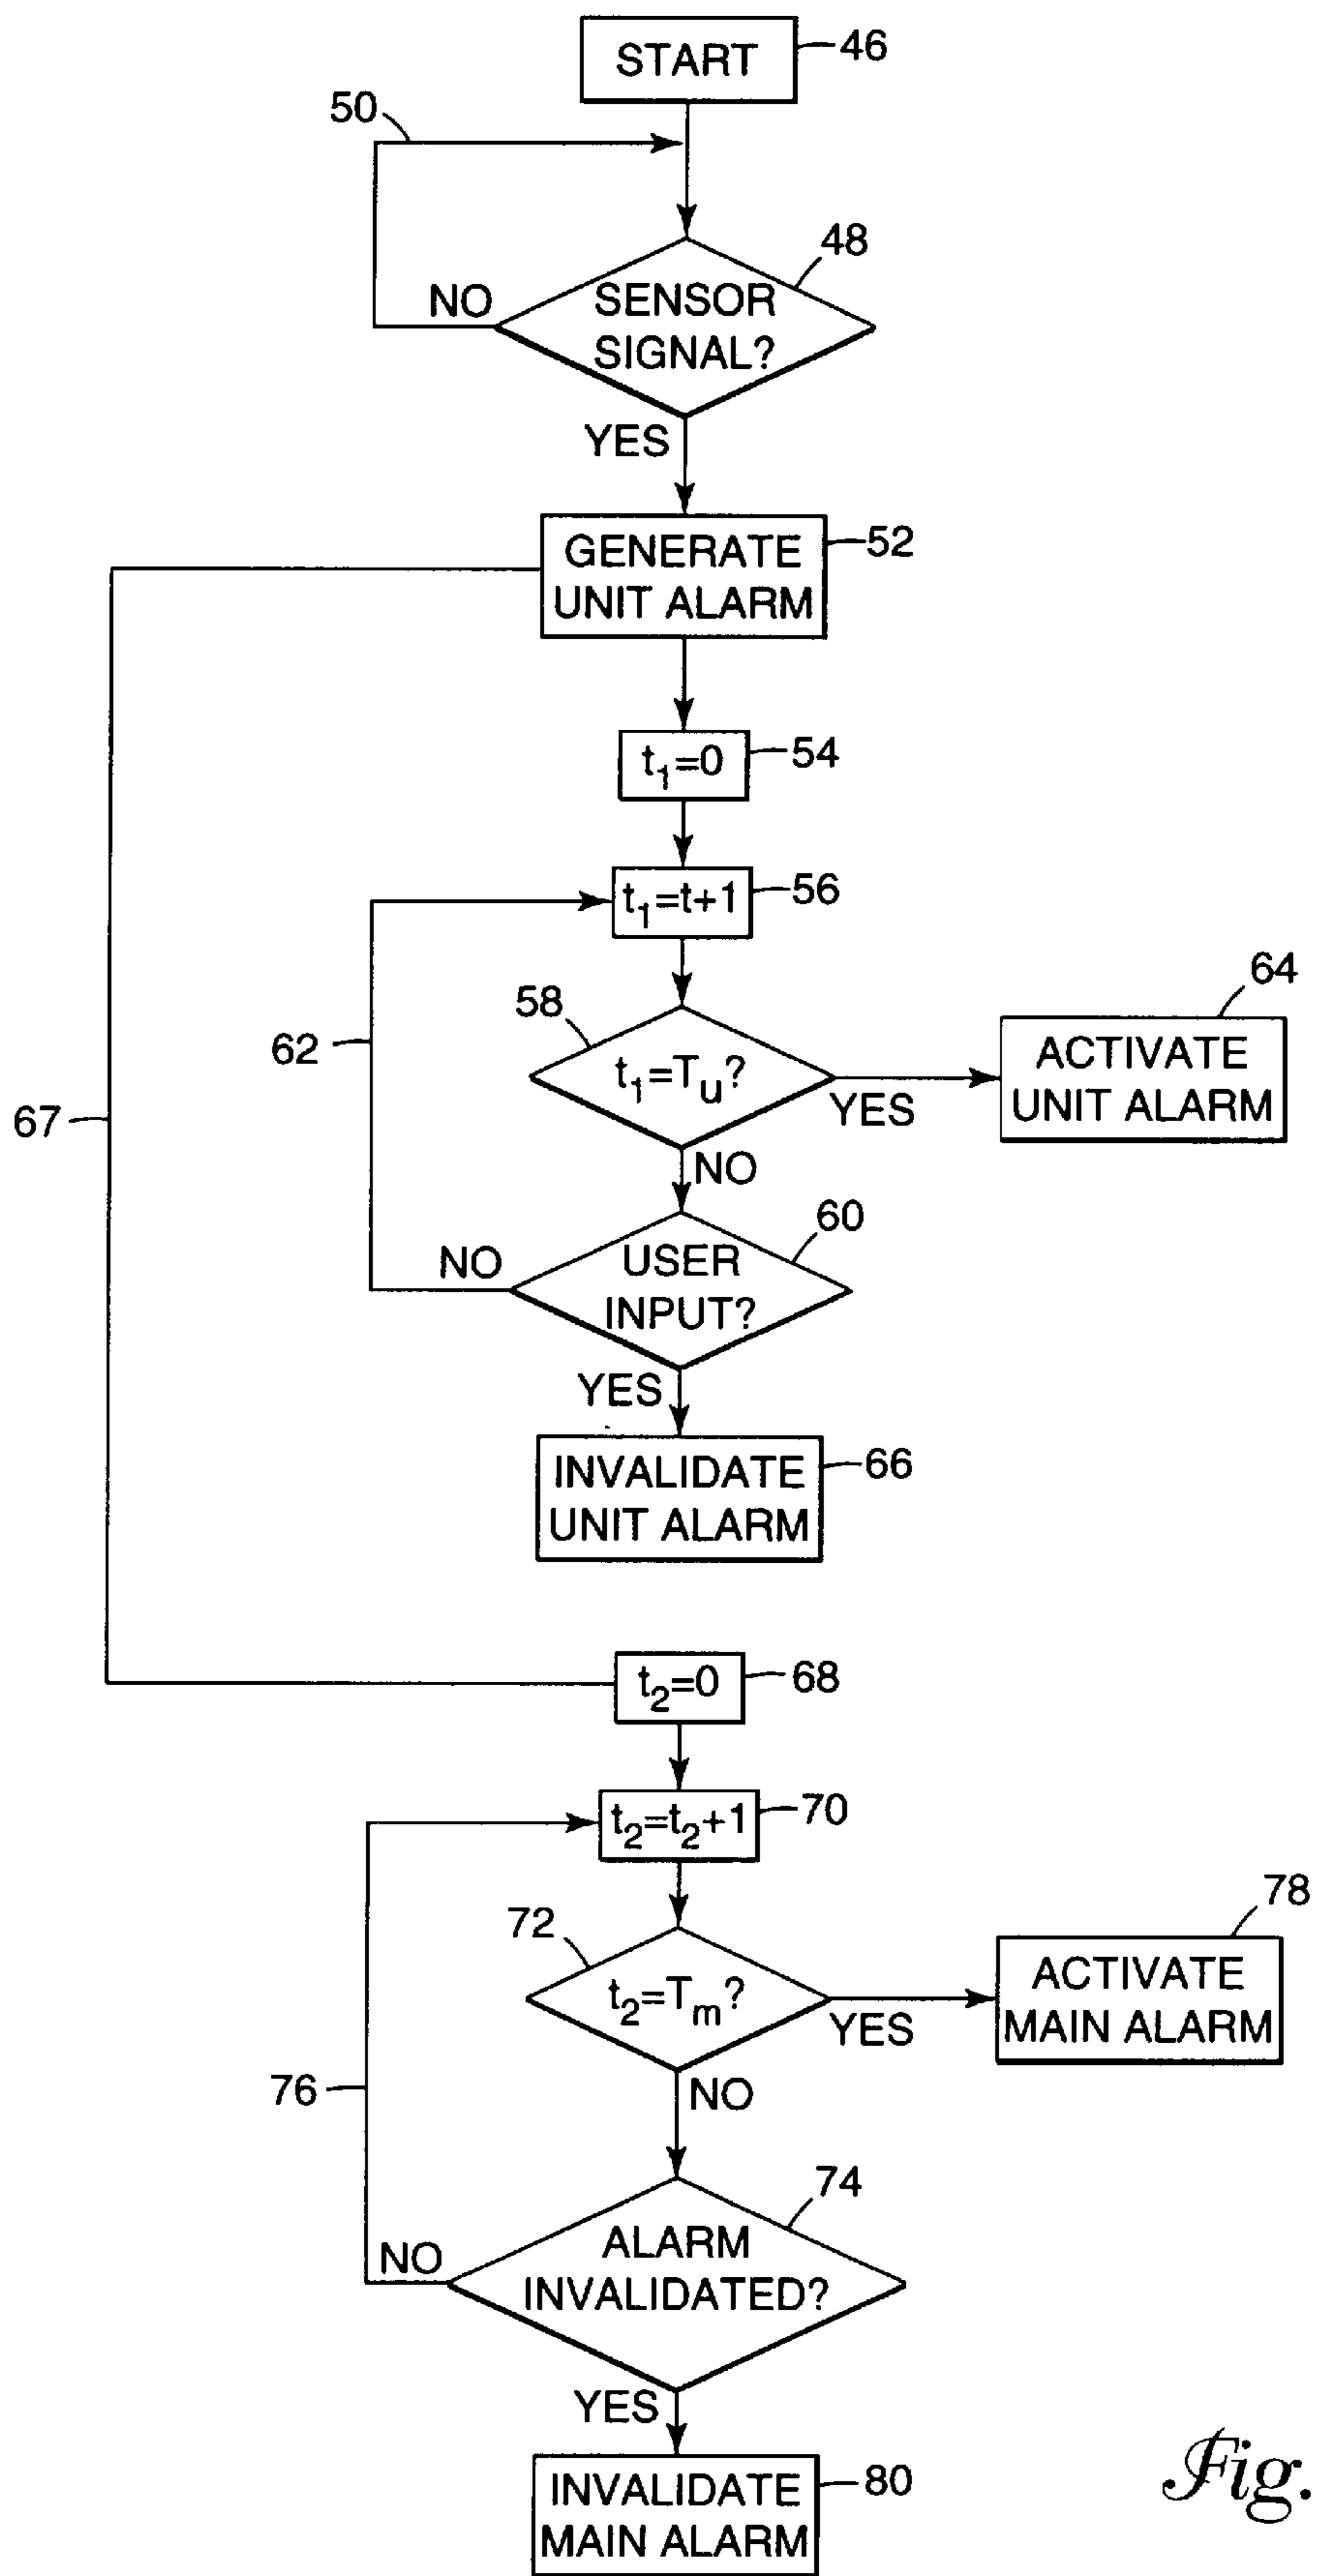 START
46
50
48
NO
SENSOR
SIGNAL?
YES
GENERATE
UNIT ALARM
52
t1=0
54
t1=t+1
56
58
64
62
t1=Tu?
YES
ACTIVATE
UNIT ALARM
67
NO
60
NO
USER
INPUT?
YES
INVALIDATE
UNIT ALARM
66
t2=0
68
t2=t2+1
70
72
78
t2=Tm?
YES
ACTIVATE
MAIN ALARM
76
NO
74
NO
ALARM
INVALIDATED?
YES
INVALIDATE
MAIN ALARM
80
Fig.